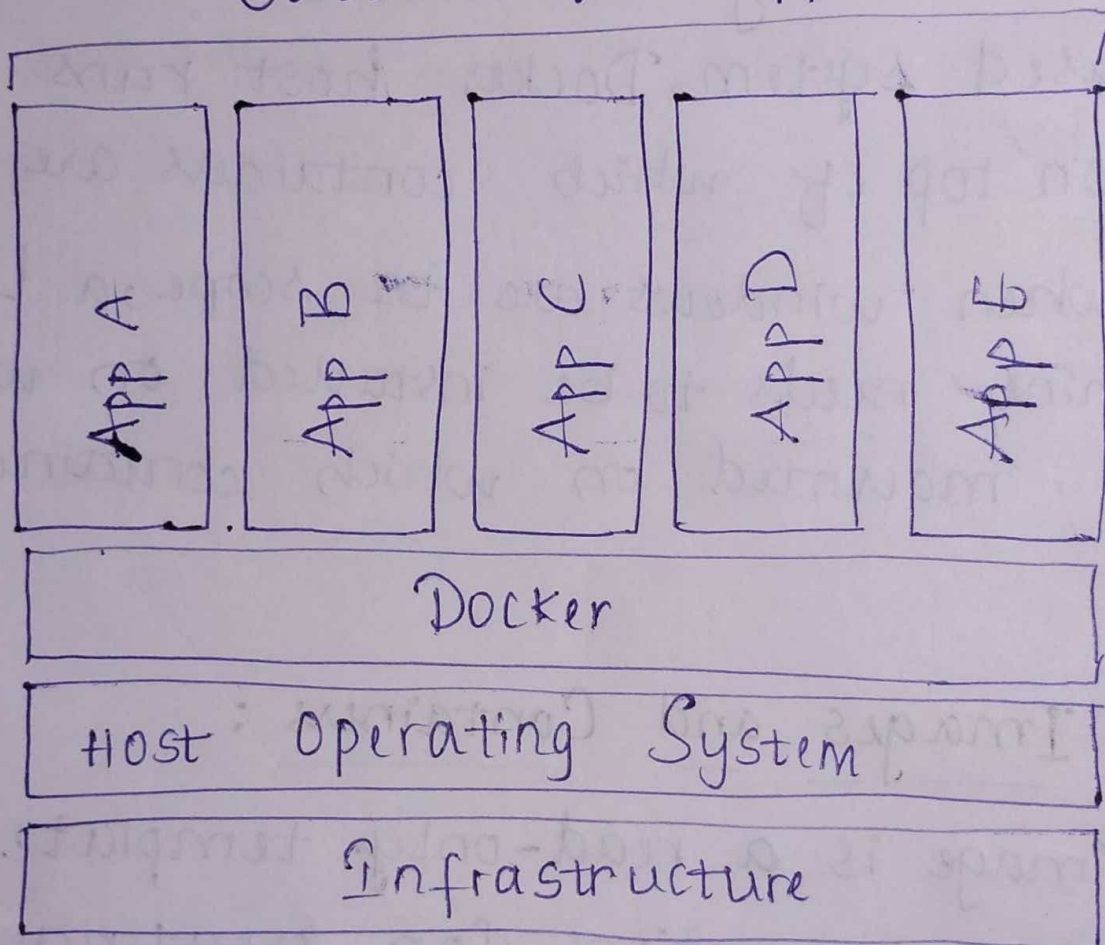 App A
App B
App C
App D
App E
Docker
Host Operating System
Infrastructure